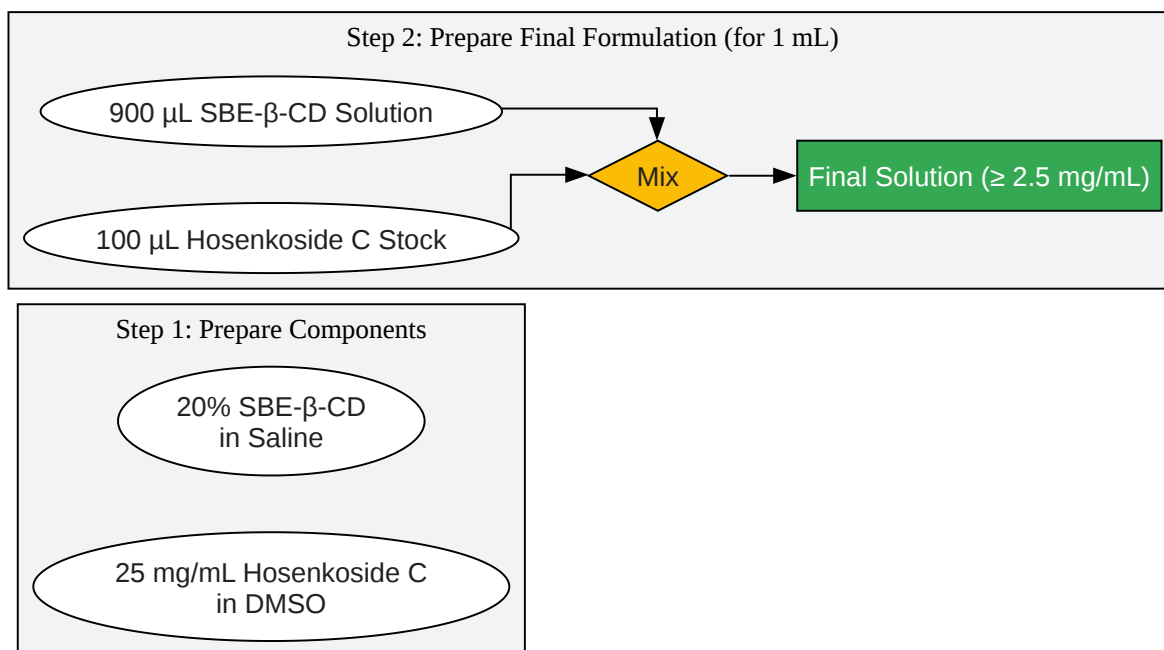 Step 2: Prepare Final Formulation (for 1 mL)
900 µL SBE-β-CD Solution
Mix
Final Solution (≥ 2.5 mg/mL)
100 µL Hosenkoside C Stock
Step 1: Prepare Components
20% SBE-β-CD
in Saline
25 mg/mL Hosenkoside C
in DMSO